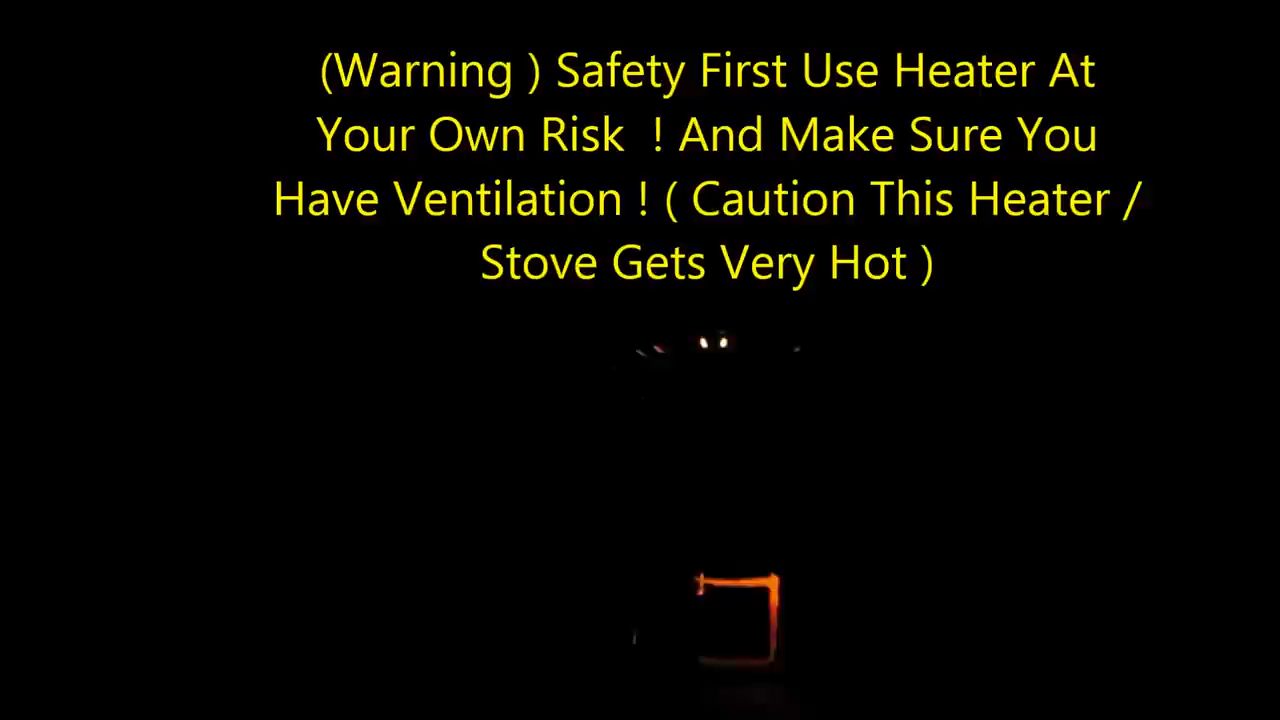 (Warning ) Safety First Use Heater At
Your Own Risk  ! And Make Sure You
Have Ventilation ! ( Caution This Heater /
Stove Gets Very Hot )